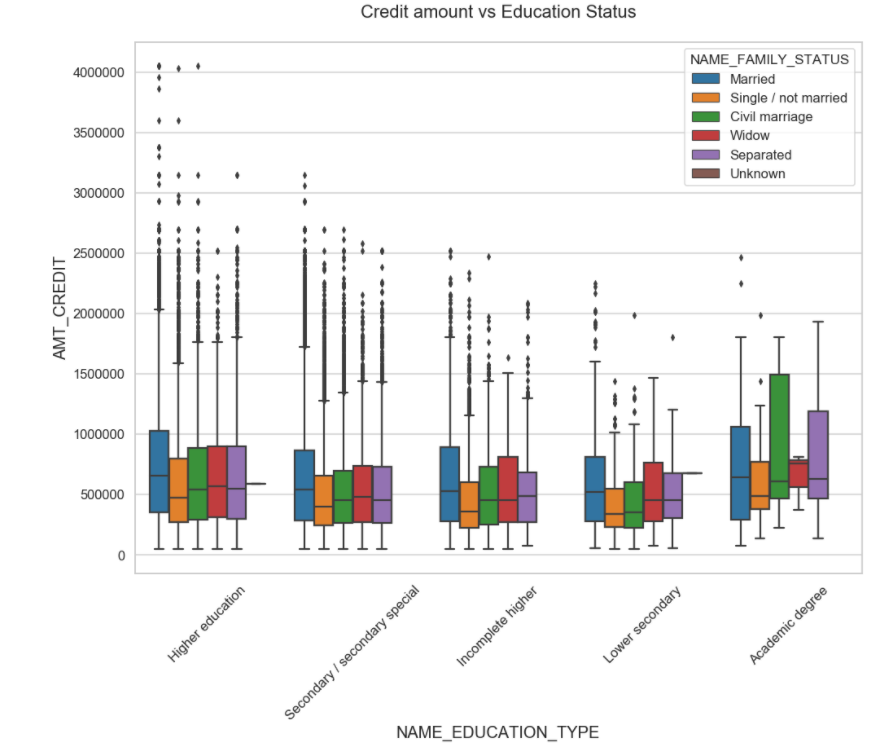 Credit amount vs Education Status
NAME_FAMILY_STATUS
Married
Single / not married
Civil marriage
Widow
Separated
Unknown
4000000
3500000
3000000
2500000
2000000
1500000
1000000
500000
0
AMT_CREDIT
Higher education
Secondary / secondary special
Incomplete higher
Lower secondary
Academic degree
NAME_EDUCATION_TYPE